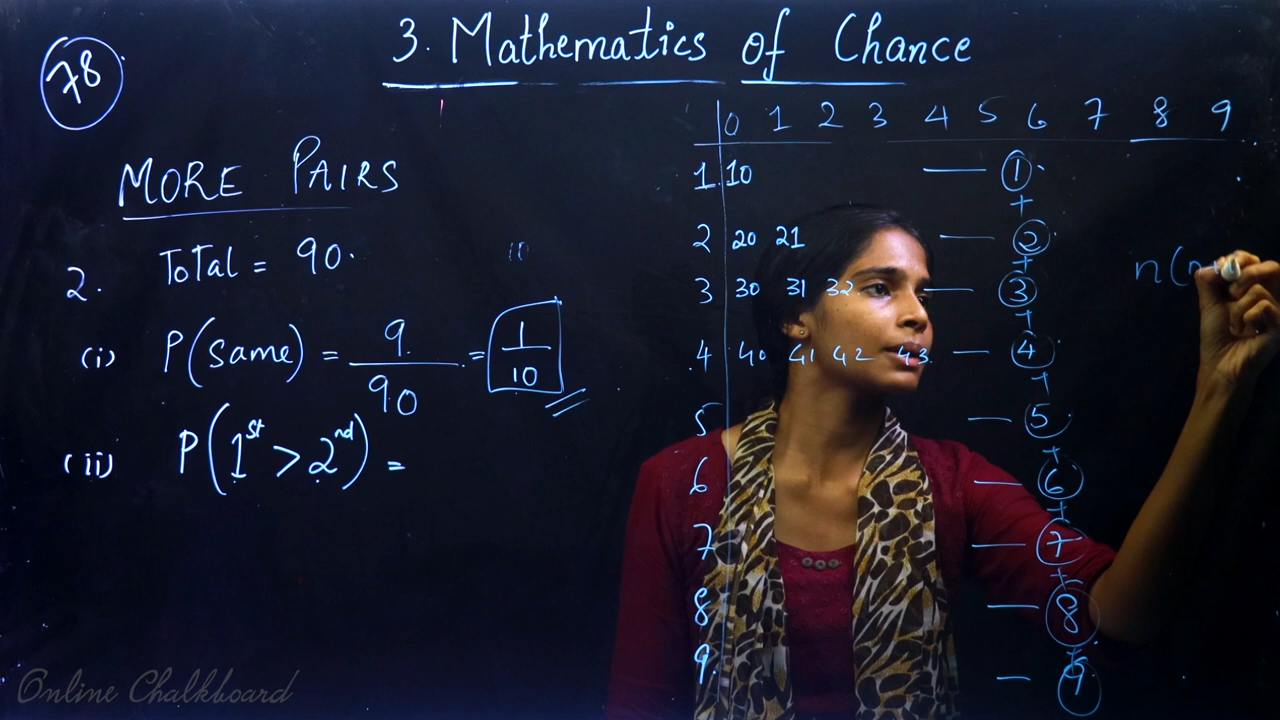 78
3. Mathematics of Chance
MORE PAIRS
2. Total = 90.
(i) P(same) = 9/90 = 1/10
(ii) P(1st > 2nd) =
0 1 2 3 4 5 6 7 8 9
1 10 — 1
+
2 20 21 — 2
+
3 30 31 32 — 3
+
4 40 41 42 43 — 4
+
5 — 5
+
6 — 6
+
7 — 7
+
8 — 8
+
9 — 9
n(n
Online Chalkboard